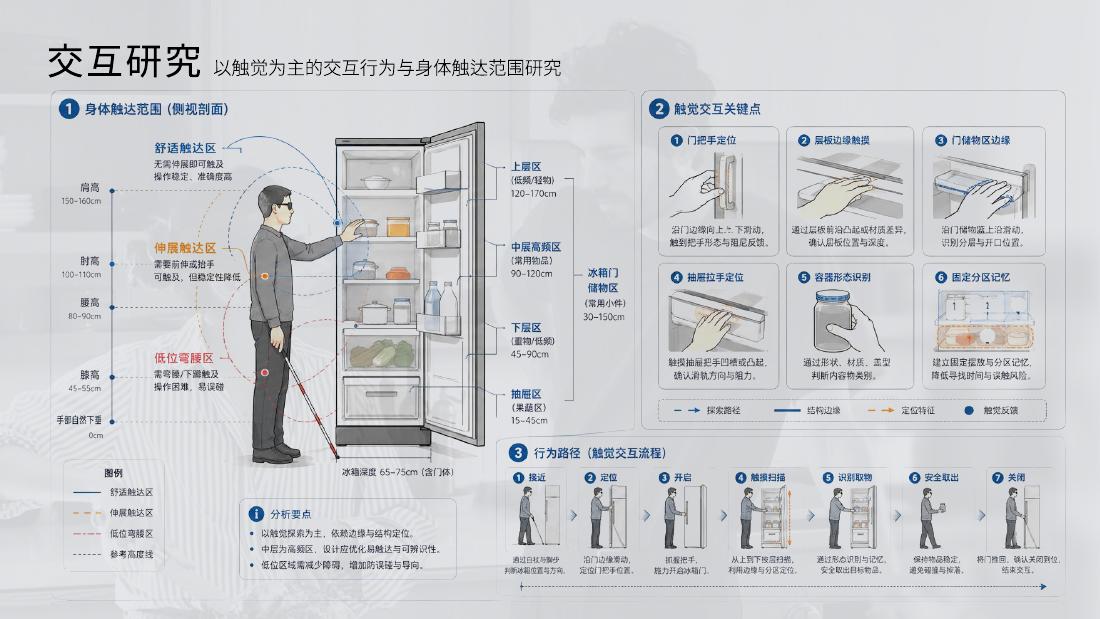 交互研究 以触觉为主的交互行为与身体触达范围研究
1 身体触达范围（侧视剖面）
舒适触达区
无需伸展即可触及
操作稳定、准确度高
肩高
150-160cm
伸展触达区
需要前伸或抬手
可触及，但稳定性降低
肘高
100-110cm
腰高
80-90cm
低位弯腰区
需弯腰/下蹲触及
操作困难，易误碰
膝高
45-55cm
手部自然下垂
0cm
上层区
（低频/轻物）
120-170cm
中层高频区
（常用物品）
90-120cm
冰箱门
储物区
（常用小件）
30-150cm
下层区
（重物/低频）
45-90cm
抽屉区
（果蔬区）
15-45cm
冰箱深度 65-75cm (含门体)
图例
舒适触达区
伸展触达区
低位弯腰区
参考高度线
i 分析要点
• 以触觉探索为主，依赖边缘与结构定位。
• 中层为高频区，设计应优化易触达与可辨识性。
• 低位区域需减少障碍，增加防误碰与导向。
2 触觉交互关键点
1 门把手定位
沿门边缘向上、下滑动，
触到把手形态与阻尼反馈。
2 层板边缘触摸
通过层板前沿凸起或材质差异，
确认层板位置与深度。
3 门储物区边缘
沿门储物盒上沿滑动，
识别分层与开口位置。
4 抽屉拉手定位
触摸抽屉把手凹槽或凸起，
确认滑轨方向与阻力。
5 容器形态识别
通过形状、材质、盖型
判断内容物类别。
6 固定分区记忆
1 2
建立固定摆放与分区记忆，
降低寻找时间与误触风险。
探索路径
结构边缘
定位特征
触觉反馈
3 行为路径（触觉交互流程）
1 接近
通过白杖与脚步
判断冰箱位置与方向。
2 定位
沿门边缘滑动，
定位门把手位置。
3 开启
抓握把手，
施力开启冰箱门。
4 触摸扫描
从上到下按层扫描，
利用边缘与分区定位。
5 识别取物
通过形态识别与记忆，
安全取出目标物品。
6 安全取出
保持物品稳定，
避免碰撞与掉落。
7 关闭
将门推回，确认关闭到位，
结束交互。